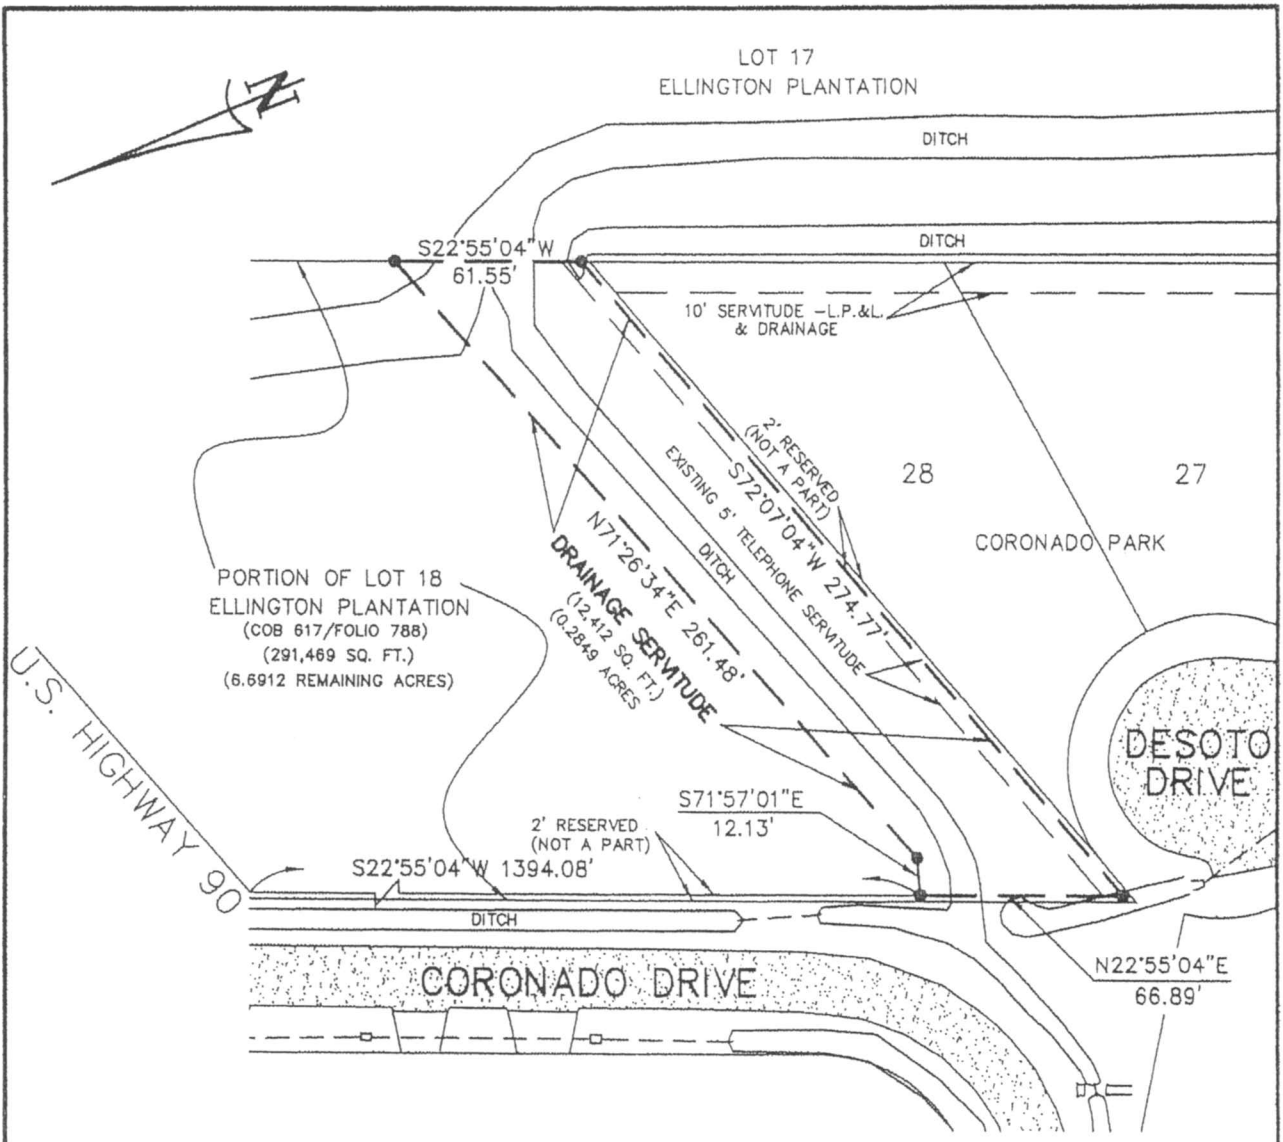 LOT 17
ELLINGTON PLANTATION
N
DITCH
DITCH
S22°55'04"W
61.55'
10' SERVITUDE -L.P.&L.
& DRAINAGE
2' RESERVED
(NOT A PART)
S72°07'04"W 274.77'
EXISTING 5' TELEPHONE SERVITUDE
DITCH
28
27
CORONADO PARK
N71°26'34"E 261.48'
DRAINAGE SERVITUDE
(12,412 SQ. FT.)
(0.2849 ACRES
PORTION OF LOT 18
ELLINGTON PLANTATION
(COB 617/FOLIO 788)
(291,469 SQ. FT.)
(6.6912 REMAINING ACRES)
U.S. HIGHWAY 90
DESOTO
DRIVE
S71°57'01"E
12.13'
2' RESERVED
(NOT A PART)
S22°55'04"W 1394.08'
DITCH
CORONADO DRIVE
N22°55'04"E
66.89'